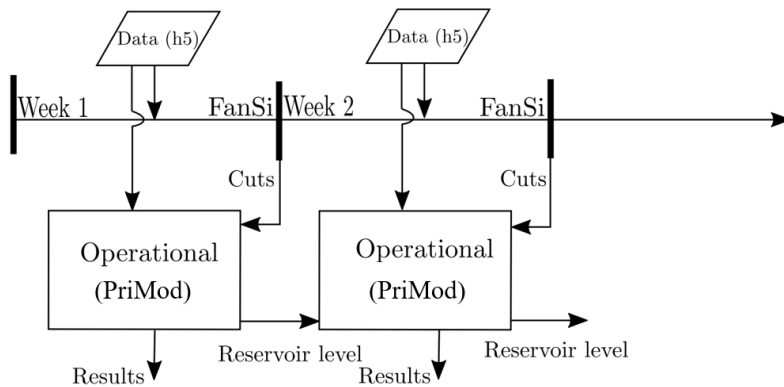 Data (h5)
Data (h5)
Week 1
FanSi
Week 2
FanSi
Cuts
Cuts
Operational
(PriMod)
Operational
(PriMod)
Reservoir level
Reservoir level
Results
Results